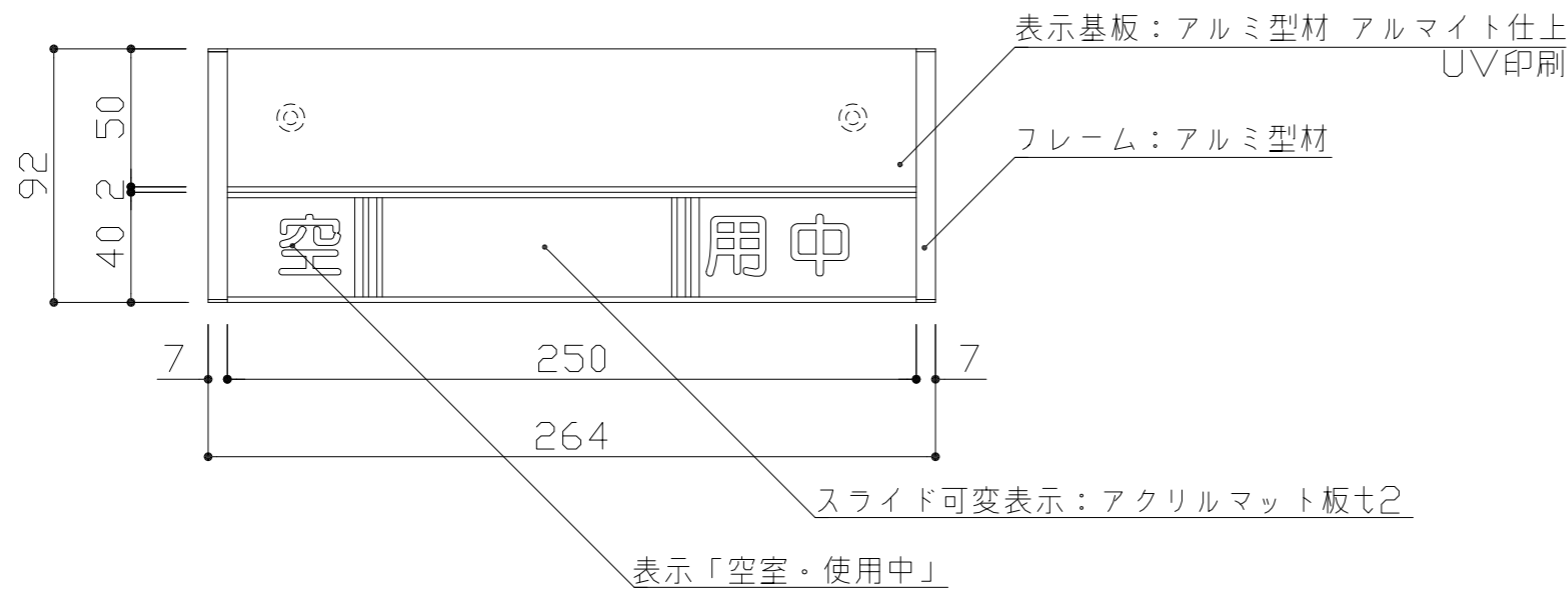 表示基板：アルミ型材 アルマイト仕上
UV印刷
フレーム：アルミ型材
50
92
2
40
空
用中
7
250
7
264
スライド可変表示：アクリルマット板t2
表示「空室・使用中」